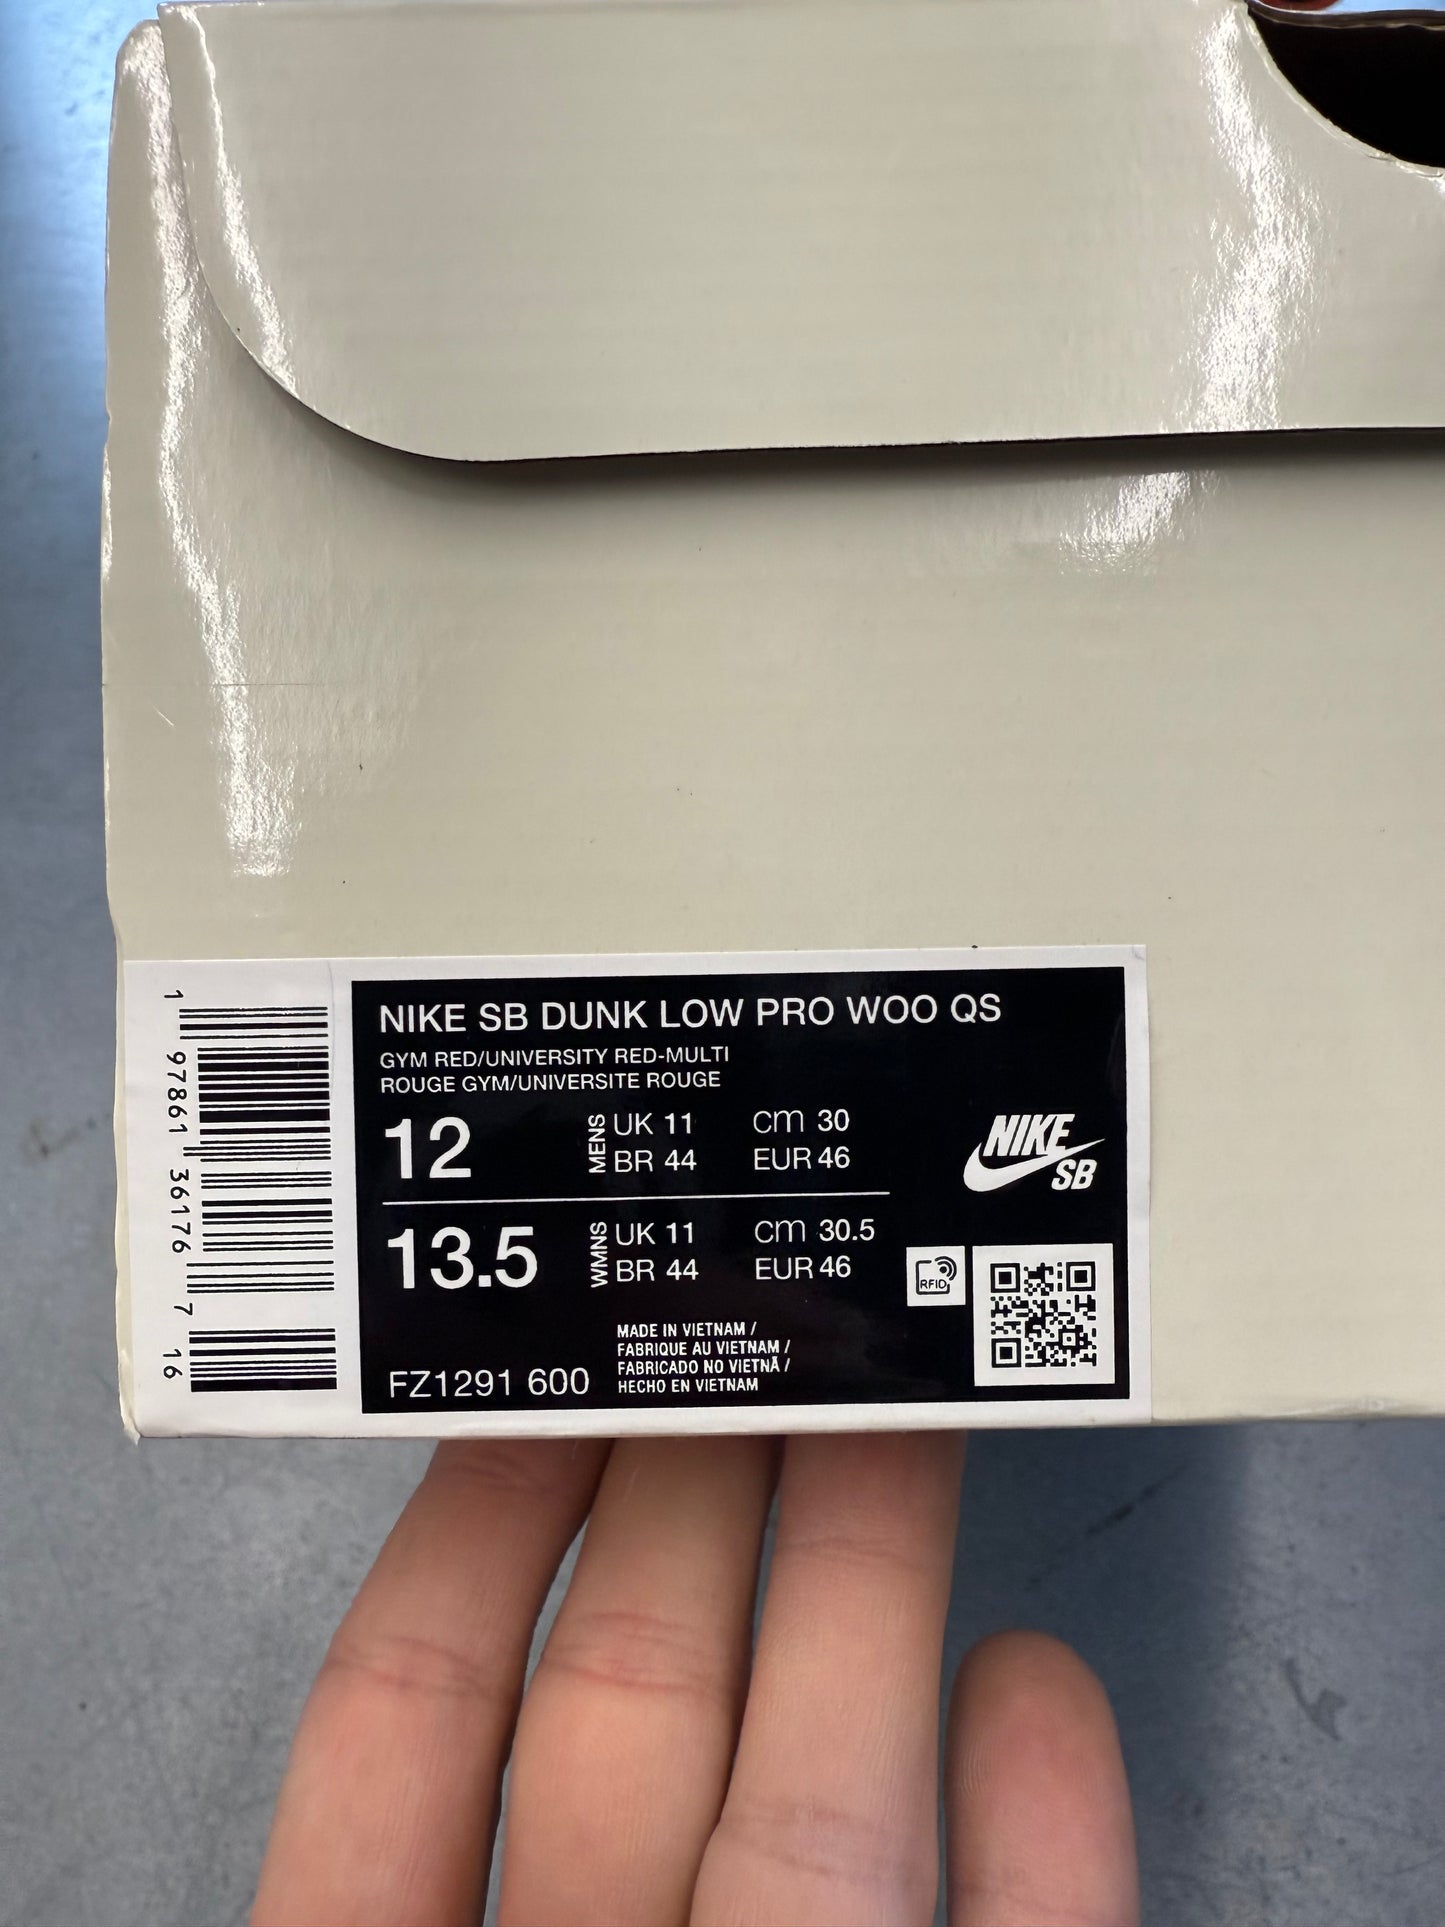 NIKE SB DUNK LOW PRO WOO QS
GYM RED/UNIVERSITY RED-MULTI
ROUGE GYM/UNIVERSITE ROUGE
12 MENS UK 11 cm 30
BR 44 EUR 46
13.5 WMNS UK 11 cm 30.5
BR 44 EUR 46
NIKE
SB
RFID
MADE IN VIETNAM /
FABRIQUE AU VIETNAM /
FABRICADO NO VIETNÃ /
HECHO EN VIETNAM
FZ1291 600
1 97861 36176 7 16